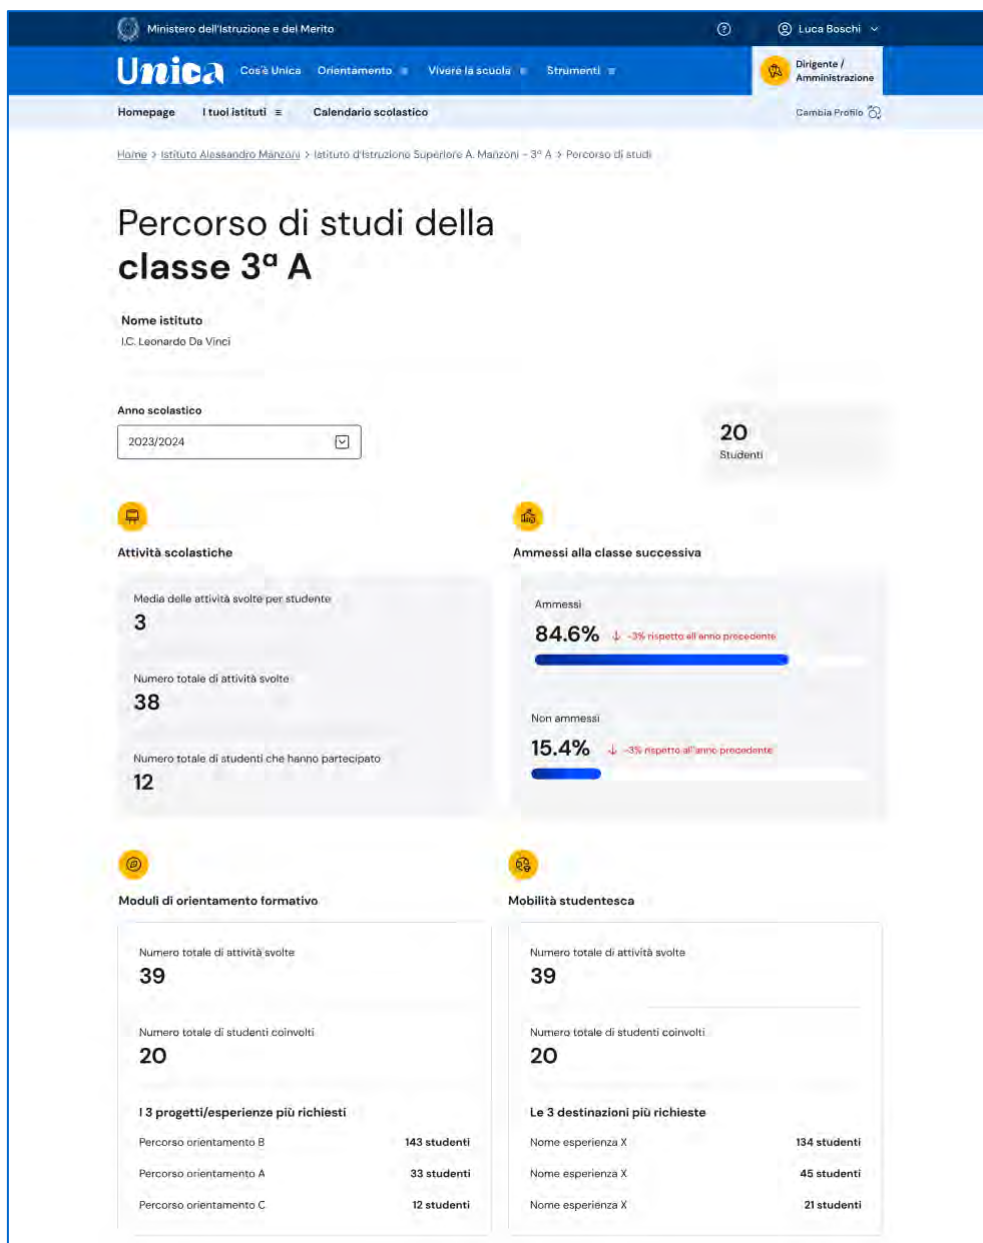 Ministero dell'Istruzione e del Merito
Luca Boschi
Unica Cos'è Unica Orientamento Vivere la scuola Strumenti
Dirigente /
Amministrazione
Homepage I tuoi istituti Calendario scolastico
Cambia Profilo
Home > Istituto Alessandro Manzoni > Istituto d'Istruzione Superiore A. Manzoni - 3ª A > Percorso di studi
Percorso di studi della
classe 3ª A
Nome istituto
I.C. Leonardo Da Vinci
Anno scolastico
2023/2024
20
Studenti
Attività scolastiche
Media delle attività svolte per studente
3
Numero totale di attività svolte
38
Numero totale di studenti che hanno partecipato
12
Ammessi alla classe successiva
Ammessi
84.6% ↓ -3% rispetto all'anno precedente
Non ammessi
15.4% ↓ -3% rispetto all'anno precedente
Moduli di orientamento formativo
Numero totale di attività svolte
39
Numero totale di studenti coinvolti
20
I 3 progetti/esperienze più richiesti
Percorso orientamento B 143 studenti
Percorso orientamento A 33 studenti
Percorso orientamento C 12 studenti
Mobilità studentesca
Numero totale di attività svolte
39
Numero totale di studenti coinvolti
20
Le 3 destinazioni più richieste
Nome esperienza X 134 studenti
Nome esperienza X 45 studenti
Nome esperienza X 21 studenti